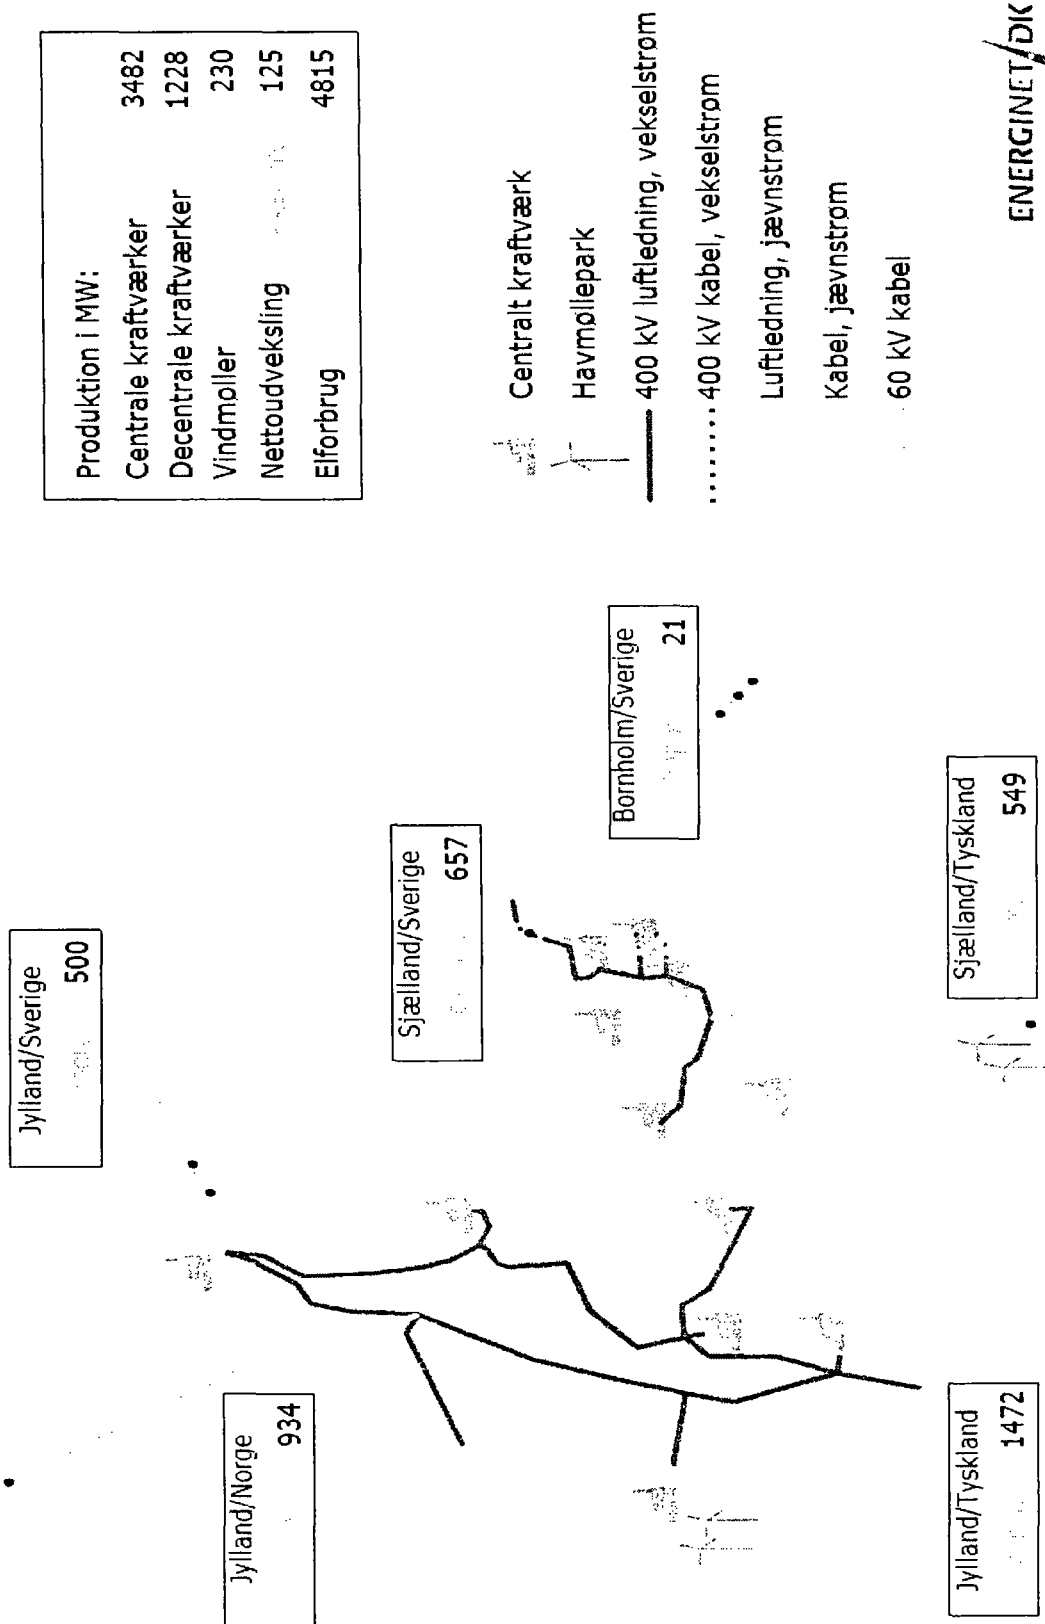 Produktion i MW:
Centrale kraftværker 3482
Decentrale kraftværker 1228
Vindmøller 230
Nettoudveksling 125
Elforbrug 4815
Jylland/Sverige
500
Jylland/Norge
934
Sjælland/Sverige
657
Bornholm/Sverige
21
Jylland/Tyskland
1472
Sjælland/Tyskland
549
Centralt kraftværk
Havmøllepark
400 kV luftledning, vekselstrøm
400 kV kabel, vekselstrøm
Luftledning, jævnstrøm
Kabel, jævnstrøm
60 kV kabel
ENERGINET/DK